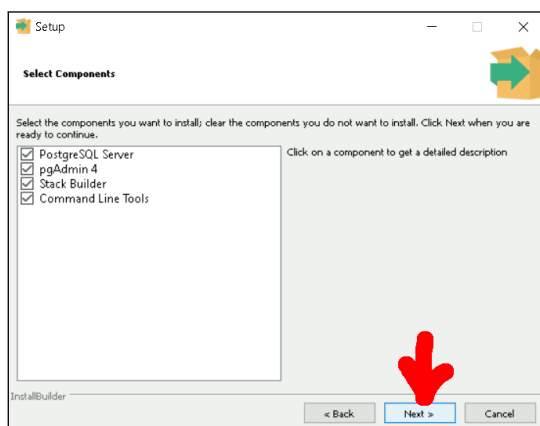 Setup
Select Components
Select the components you want to install; clear the components you do not want to install. Click Next when you are
ready to continue.
PostgreSQL Server
pgAdmin 4
Stack Builder
Command Line Tools
Click on a component to get a detailed description
InstallBuilder
< Back
Next >
Cancel